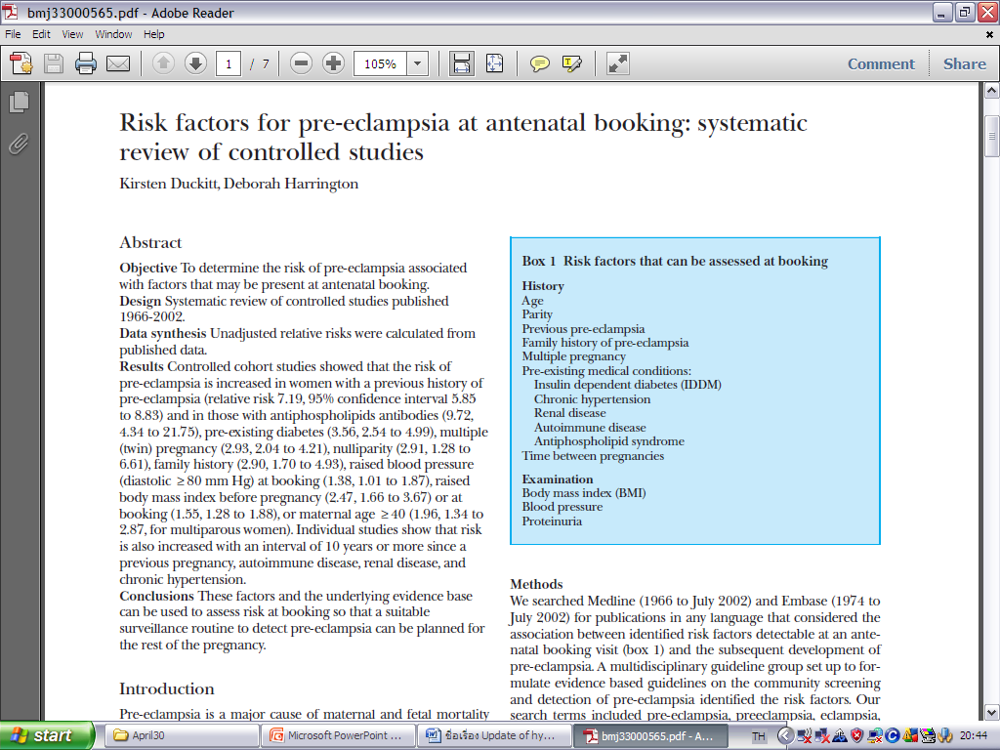 bmj33000565.pdf - Adobe Reader
File Edit View Window Help
1 / 7 105% Comment Share
Risk factors for pre-eclampsia at antenatal booking: systematic
review of controlled studies
Kirsten Duckitt, Deborah Harrington
Abstract
Objective To determine the risk of pre-eclampsia associated
with factors that may be present at antenatal booking.
Design Systematic review of controlled studies published
1966-2002.
Data synthesis Unadjusted relative risks were calculated from
published data.
Results Controlled cohort studies showed that the risk of
pre-eclampsia is increased in women with a previous history of
pre-eclampsia (relative risk 7.19, 95% confidence interval 5.85
to 8.83) and in those with antiphospholipids antibodies (9.72,
4.34 to 21.75), pre-existing diabetes (3.56, 2.54 to 4.99), multiple
(twin) pregnancy (2.93, 2.04 to 4.21), nulliparity (2.91, 1.28 to
6.61), family history (2.90, 1.70 to 4.93), raised blood pressure
(diastolic ≥80 mm Hg) at booking (1.38, 1.01 to 1.87), raised
body mass index before pregnancy (2.47, 1.66 to 3.67) or at
booking (1.55, 1.28 to 1.88), or maternal age ≥40 (1.96, 1.34 to
2.87, for multiparous women). Individual studies show that risk
is also increased with an interval of 10 years or more since a
previous pregnancy, autoimmune disease, renal disease, and
chronic hypertension.
Conclusions These factors and the underlying evidence base
can be used to assess risk at booking so that a suitable
surveillance routine to detect pre-eclampsia can be planned for
the rest of the pregnancy.
Introduction
Pre-eclampsia is a major cause of maternal and fetal mortality
Box 1 Risk factors that can be assessed at booking
History
Age
Parity
Previous pre-eclampsia
Family history of pre-eclampsia
Multiple pregnancy
Pre-existing medical conditions:
Insulin dependent diabetes (IDDM)
Chronic hypertension
Renal disease
Autoimmune disease
Antiphospholipid syndrome
Time between pregnancies
Examination
Body mass index (BMI)
Blood pressure
Proteinuria
Methods
We searched Medline (1966 to July 2002) and Embase (1974 to
July 2002) for publications in any language that considered the
association between identified risk factors detectable at an ante-
natal booking visit (box 1) and the subsequent development of
pre-eclampsia. A multidisciplinary guideline group set up to for-
mulate evidence based guidelines on the community screening
and detection of pre-eclampsia identified the risk factors. Our
search terms included pre-eclampsia, preeclampsia, eclampsia,
start April30 Microsoft PowerPoint ... ชื่อเรื่อง Update of hy... bmj33000565.pdf - A... TH 20:44